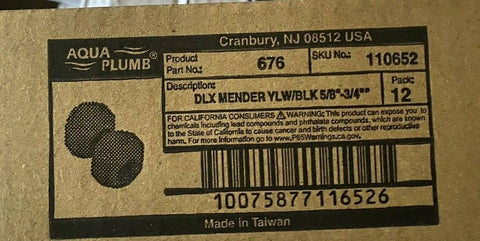 Cranbury, NJ 08512 USA
AQUA
PLUMB®
Product
Part No.:
676
SKU No.:
110652
Description:
DLX MENDER YLW/BLK 5/8"-3/4""
Pack:
12
FOR CALIFORNIA CONSUMERS ⚠ WARNING: This product can expose you to
chemicals including lead compounds and phthalate compounds, which are known to
the State of California to cause cancer and birth defects or other reproductive
harm. For more information go to www.P65Warnings.ca.gov.
10075877116526
Made in Taiwan